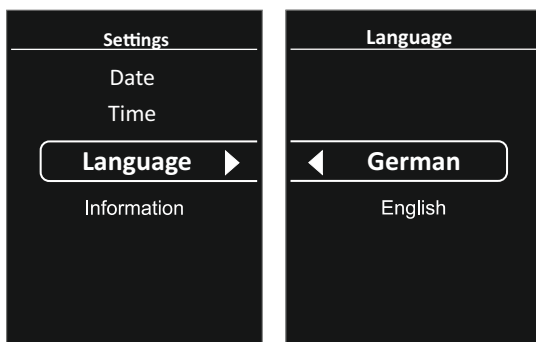 Settings
Date
Time
Language
Information
Language
German
English